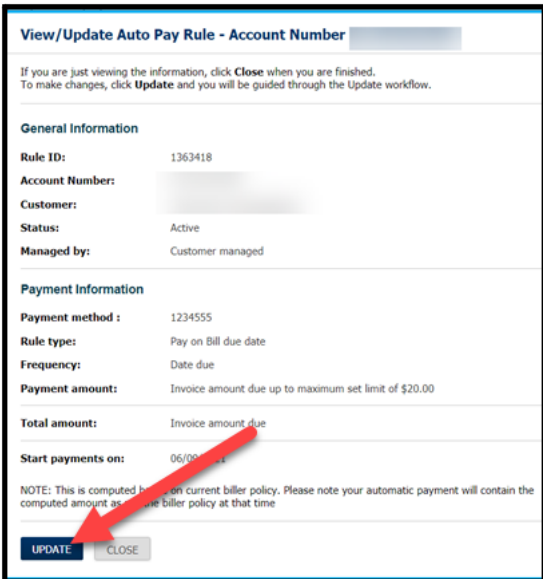 View/Update Auto Pay Rule - Account Number
If you are just viewing the information, click Close when you are finished.
To make changes, click Update and you will be guided through the Update workflow.
General Information
Rule ID: 1363418
Account Number:
Customer:
Status: Active
Managed by: Customer managed
Payment Information
Payment method : 1234555
Rule type: Pay on Bill due date
Frequency: Date due
Payment amount: Invoice amount due up to maximum set limit of $20.00
Total amount: Invoice amount due
Start payments on:
NOTE: This is computed on current biller policy. Please note your automatic payment will contain the
computed amount as the biller policy at that time
UPDATE CLOSE